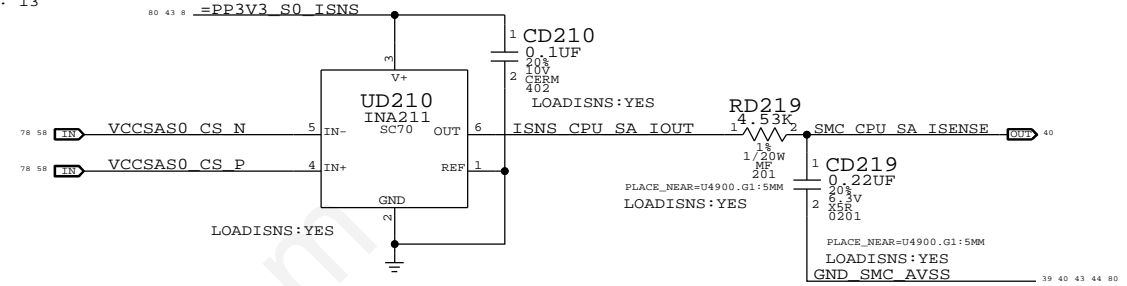 : 13
80 43 8 =PP3V3_S0_ISNS
1 CD210
0.1UF
20%
10V
2 CERM
402
LOADISNS:YES
3
V+
UD210
INA211
SC70
78 58 IN VCCSAS0_CS_N 5 IN-
OUT 6 ISNS_CPU_SA_IOUT
78 58 IN VCCSAS0_CS_P 4 IN+
REF 1
GND
2
LOADISNS:YES
RD219
4.53K
1 2 SMC_CPU_SA_ISENSE OUT 40
1%
1/20W
MF
201
PLACE_NEAR=U4900.G1:5MM
LOADISNS:YES
1 CD219
0.22UF
20%
6.3V
2 X5R
0201
PLACE_NEAR=U4900.G1:5MM
LOADISNS:YES
GND_SMC_AVSS 39 40 43 44 80
m